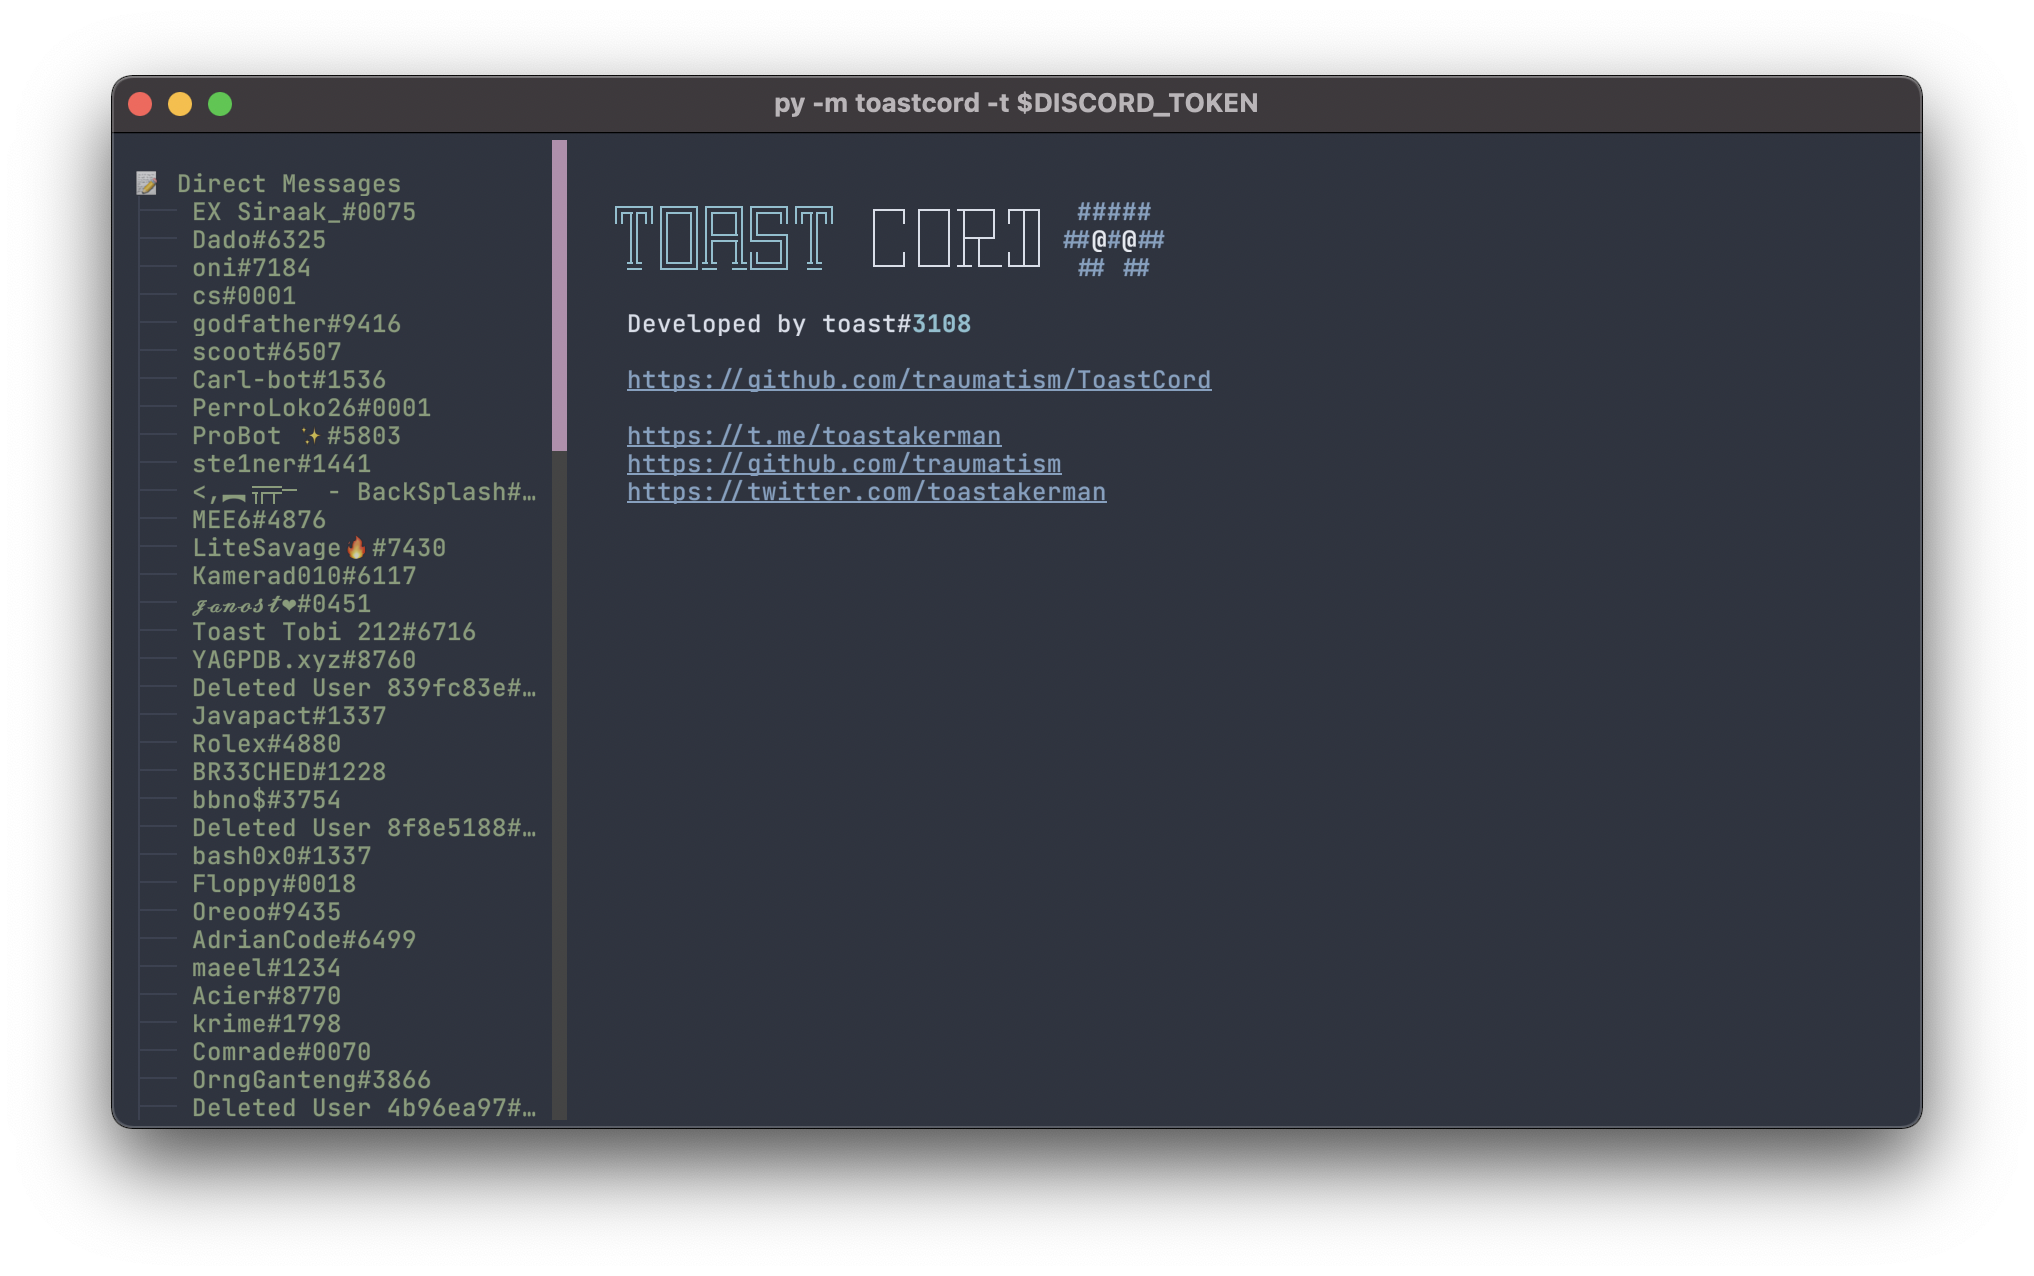 py -m toastcord -t $DISCORD_TOKEN
📝 Direct Messages
EX Siraak_#0075
Dado#6325
oni#7184
cs#0001
godfather#9416
scoot#6507
Carl-bot#1536
PerroLoko26#0001
ProBot ✨#5803
ste1ner#1441
<,︻╦╤─ - BackSplash#…
MEE6#4876
LiteSavage🔥#7430
Kamerad010#6117
𝓳𝓪𝓷𝓸𝓼𝓽❤#0451
Toast Tobi 212#6716
YAGPDB.xyz#8760
Deleted User 839fc83e#…
Javapact#1337
Rolex#4880
BR33CHED#1228
bbno$#3754
Deleted User 8f8e5188#…
bash0x0#1337
Floppy#0018
Oreoo#9435
AdrianCode#6499
maeel#1234
Acier#8770
krime#1798
Comrade#0070
OrngGanteng#3866
Deleted User 4b96ea97#…
TOAST CORD
#####
##@#@##
## ##
Developed by toast#3108
https://github.com/traumatism/ToastCord
https://t.me/toastakerman
https://github.com/traumatism
https://twitter.com/toastakerman